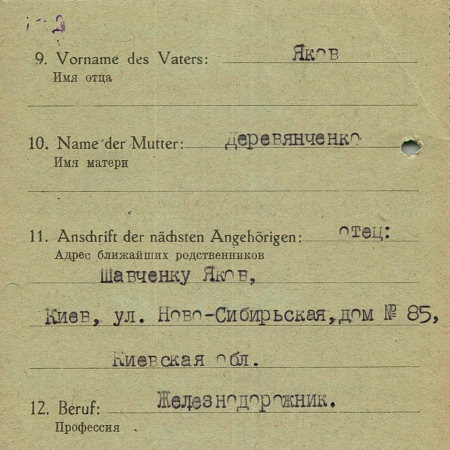 9. Vorname des Vaters: Яков
Имя отца
10. Name der Mutter: Деревянченко
Имя матери
11. Anschrift der nächsten Angehörigen: отец:
Адрес ближайших родственников
Шавченку Яков,
Киев, ул. Ново-Сибирьская, дом № 85,
Киевская обл.
12. Beruf: Железнодорожник.
Профессия